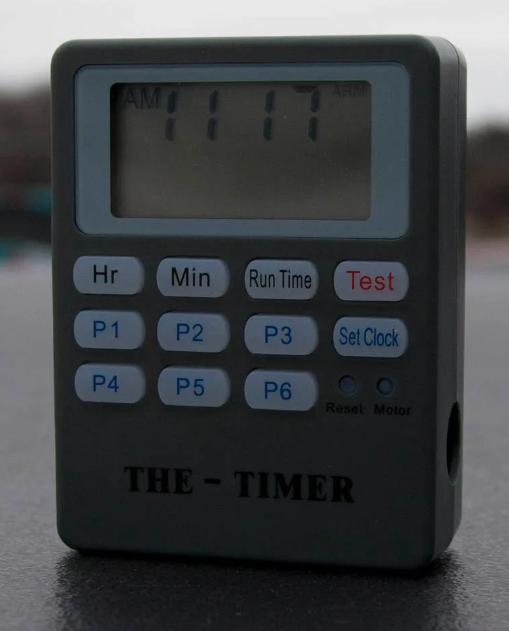 AM 11 17 ARM
Hr Min Run Time Test
P1 P2 P3 Set Clock
P4 P5 P6
Reset Motor
THE - TIMER